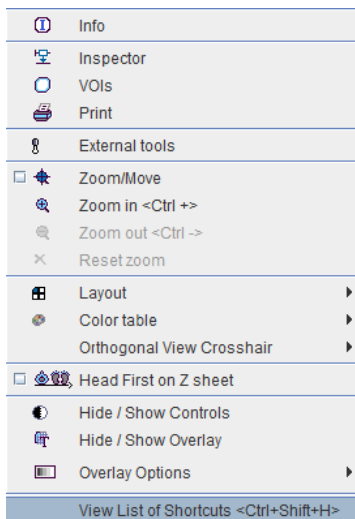 Info
Inspector
VOIs
Print
External tools
Zoom/Move
Zoom in <Ctrl +>
Zoom out <Ctrl ->
Reset zoom
Layout
Color table
Orthogonal View Crosshair
Head First on Z sheet
Hide / Show Controls
Hide / Show Overlay
Overlay Options
View List of Shortcuts <Ctrl+Shift+H>